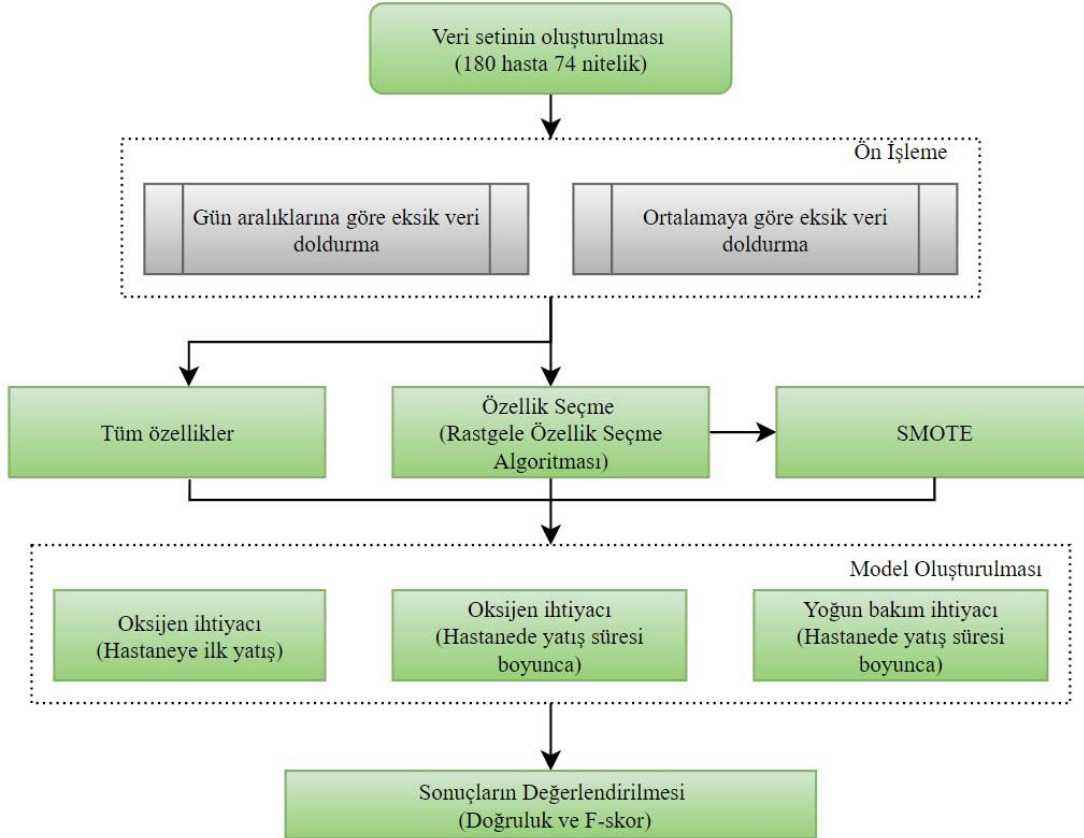 Veri setinin oluşturulması
(180 hasta 74 nitelik)
Ön İşleme
Gün aralıklarına göre eksik veri
doldurma
Ortalamaya göre eksik veri
doldurma
Tüm özellikler
Özellik Seçme
(Rastgele Özellik Seçme
Algoritması)
SMOTE
Model Oluşturulması
Oksijen ihtiyacı
(Hastaneye ilk yatış)
Oksijen ihtiyacı
(Hastanede yatış süresi
boyunca)
Yoğun bakım ihtiyacı
(Hastanede yatış süresi
boyunca)
Sonuçların Değerlendirilmesi
(Doğruluk ve F-skor)